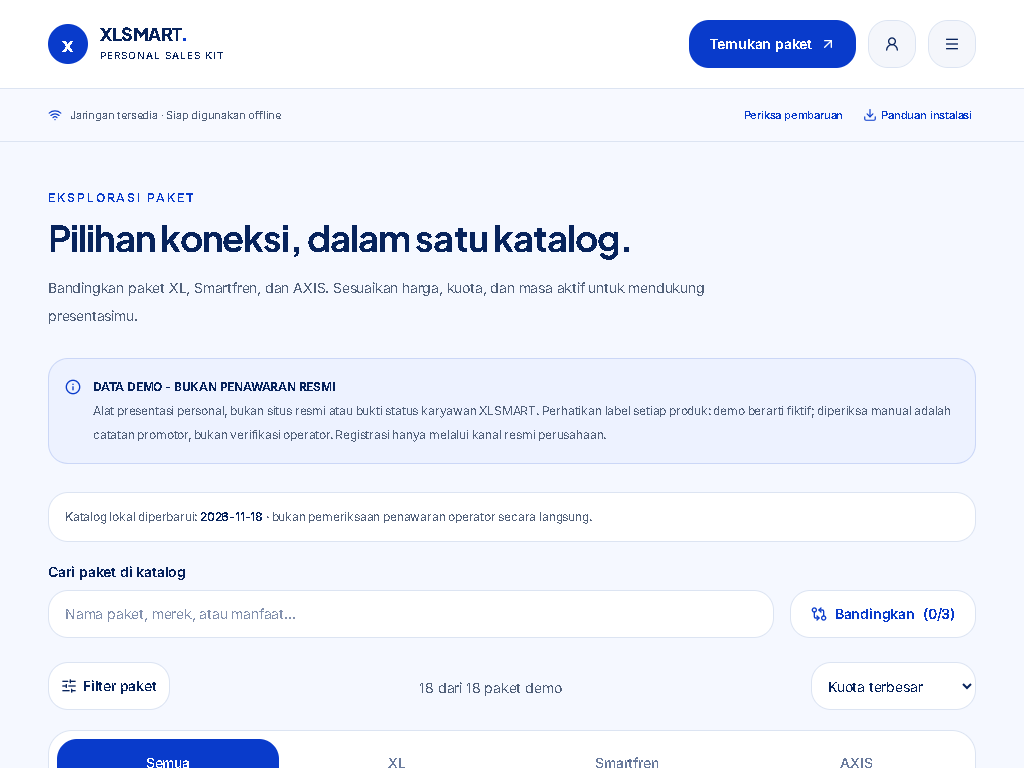 x
XLSMART.
PERSONAL SALES KIT
Temukan paket
Jaringan tersedia · Siap digunakan offline
Periksa pembaruan
Panduan instalasi
EKSPLORASI PAKET
Pilihan koneksi, dalam satu katalog.
Bandingkan paket XL, Smartfren, dan AXIS. Sesuaikan harga, kuota, dan masa aktif untuk mendukung
presentasimu.
DATA DEMO - BUKAN PENAWARAN RESMI
Alat presentasi personal, bukan situs resmi atau bukti status karyawan XLSMART. Perhatikan label setiap produk: demo berarti fiktif; diperiksa manual adalah
catatan promotor, bukan verifikasi operator. Registrasi hanya melalui kanal resmi perusahaan.
Katalog lokal diperbarui: 2026-11-18 · bukan pemeriksaan penawaran operator secara langsung.
Cari paket di katalog
Nama paket, merek, atau manfaat...
Bandingkan (0/3)
Filter paket
18 dari 18 paket demo
Kuota terbesar
Semua
XL
Smartfren
AXIS